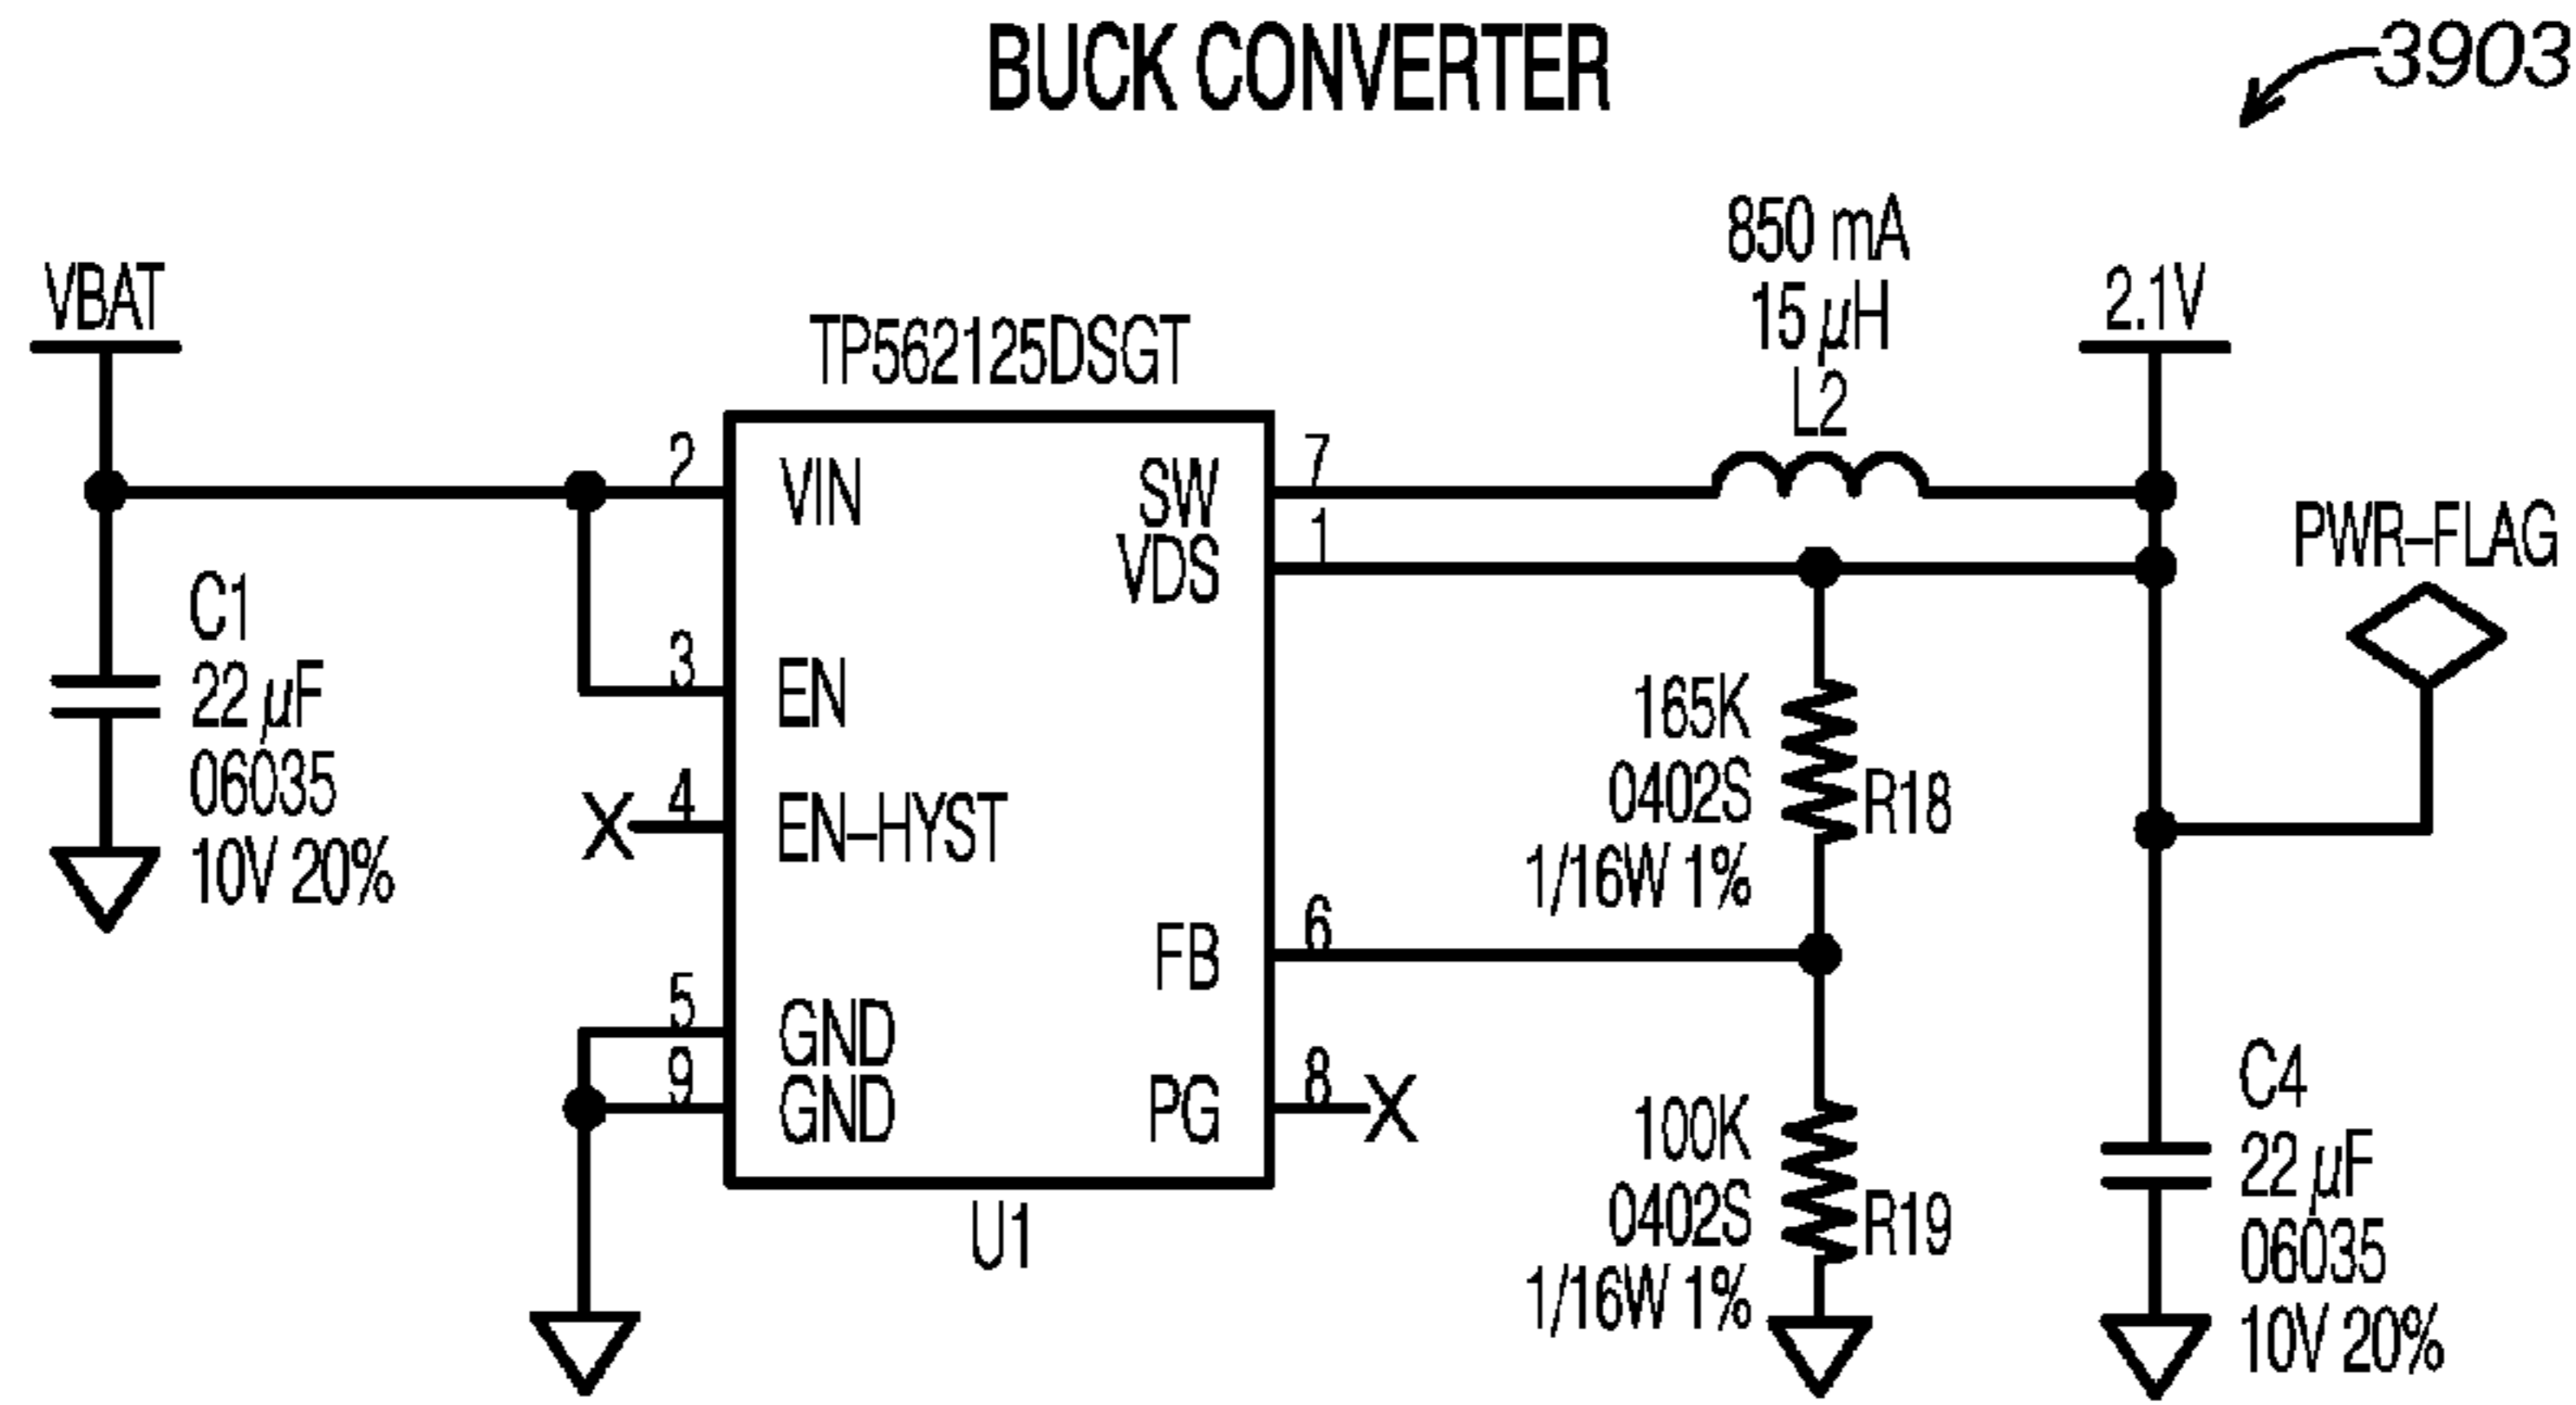 BUCK CONVERTER
3903
VBAT
C1
22 µF
06035
10V 20%
TP562125DSGT
2
VIN
3
EN
X
4
EN–HYST
5
GND
9
GND
SW
7
VDS
1
FB
6
PG
8
X
U1
850 mA
15 µH
L2
165K
0402S
1/16W 1%
R18
100K
0402S
1/16W 1%
R19
2.1V
PWR–FLAG
C4
22 µF
06035
10V 20%